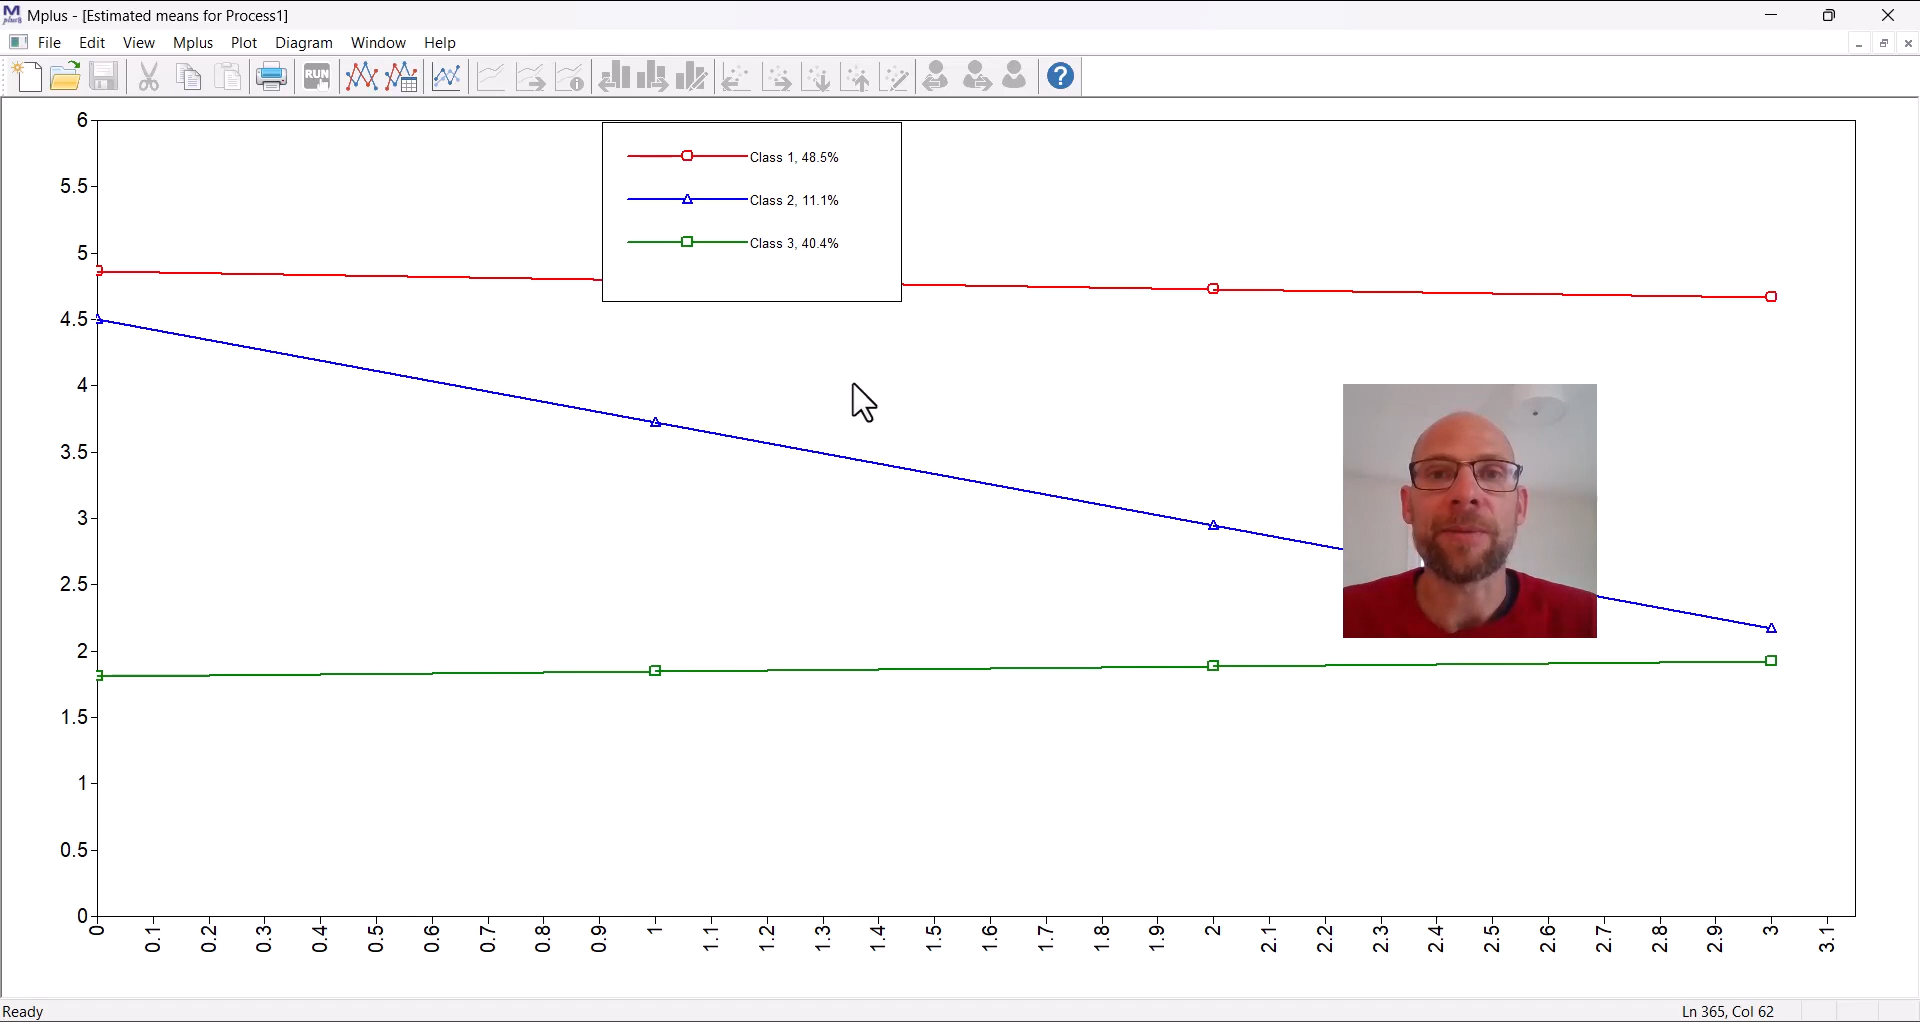 Mplus - [Estimated means for Process1]
File Edit View Mplus Plot Diagram Window Help
RUN
6
5.5
5
4.5
4
3.5
3
2.5
2
1.5
1
0.5
0
Class 1, 48.5%
Class 2, 11.1%
Class 3, 40.4%
0 0.1 0.2 0.3 0.4 0.5 0.6 0.7 0.8 0.9 1 1.1 1.2 1.3 1.4 1.5 1.6 1.7 1.8 1.9 2 2.1 2.2 2.3 2.4 2.5 2.6 2.7 2.8 2.9 3 3.1
Ready Ln 365, Col 62